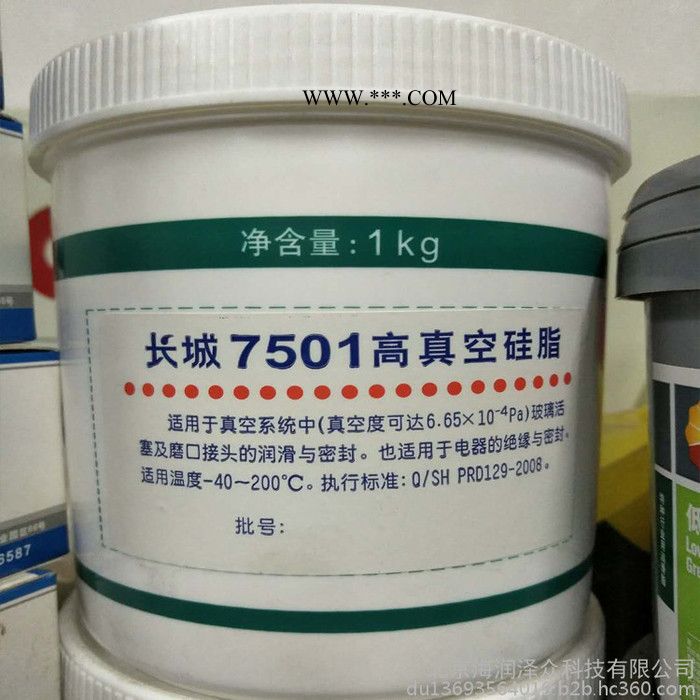 WWW.***.COM
净含量:1kg
长城7501高真空硅脂
适用于真空系统中(真空度可达6.65×10⁻⁴Pa)玻璃活
塞及磨口接头的润滑与密封。也适用于电器的绝缘与密封。
适用温度-40~200℃。执行标准:Q/SH PRD129-2008。
批号:
6587
海润泽众科技有限公司